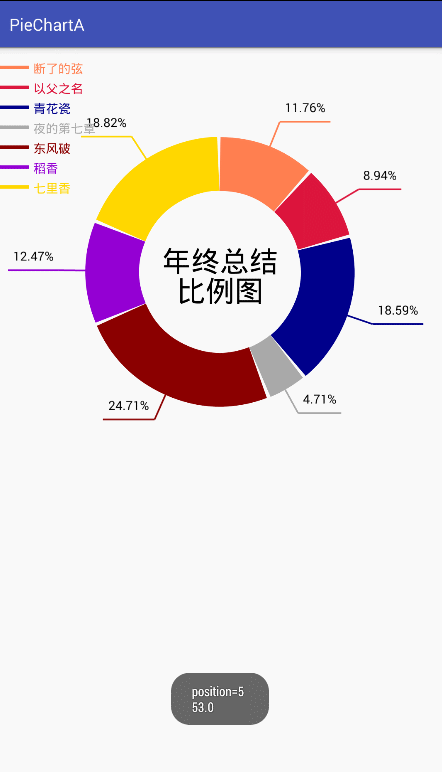 PieChartA
断了的弦
以父之名
青花瓷
夜的第七章
东风破
稻香
七里香
18.82%
11.76%
8.94%
12.47%
18.59%
24.71%
4.71%
年终总结
比例图
position=5
53.0